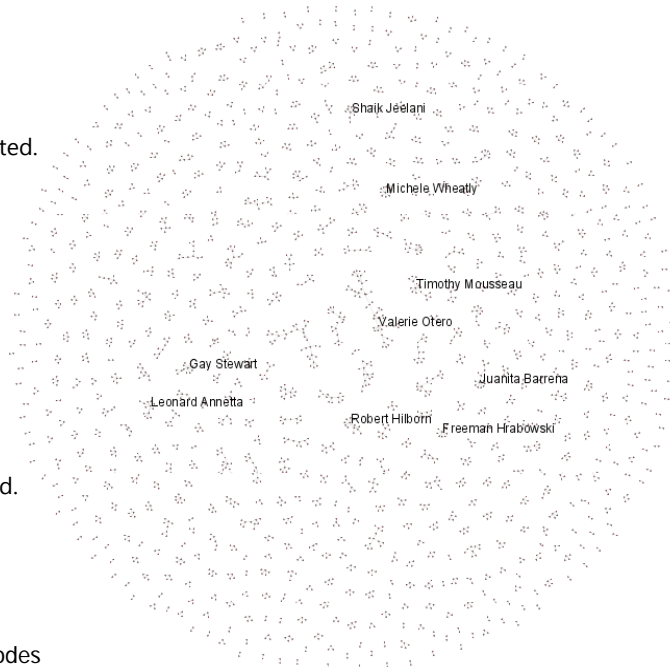 Shaik Jeelani
ted.
Michele Wheatly
Timothy Mousseau
Valerie Otero
Gay Stewart
Juanita Barrena
Leonard Annetta
Robert Hilborn
Freeman Hrabowski
d.
odes